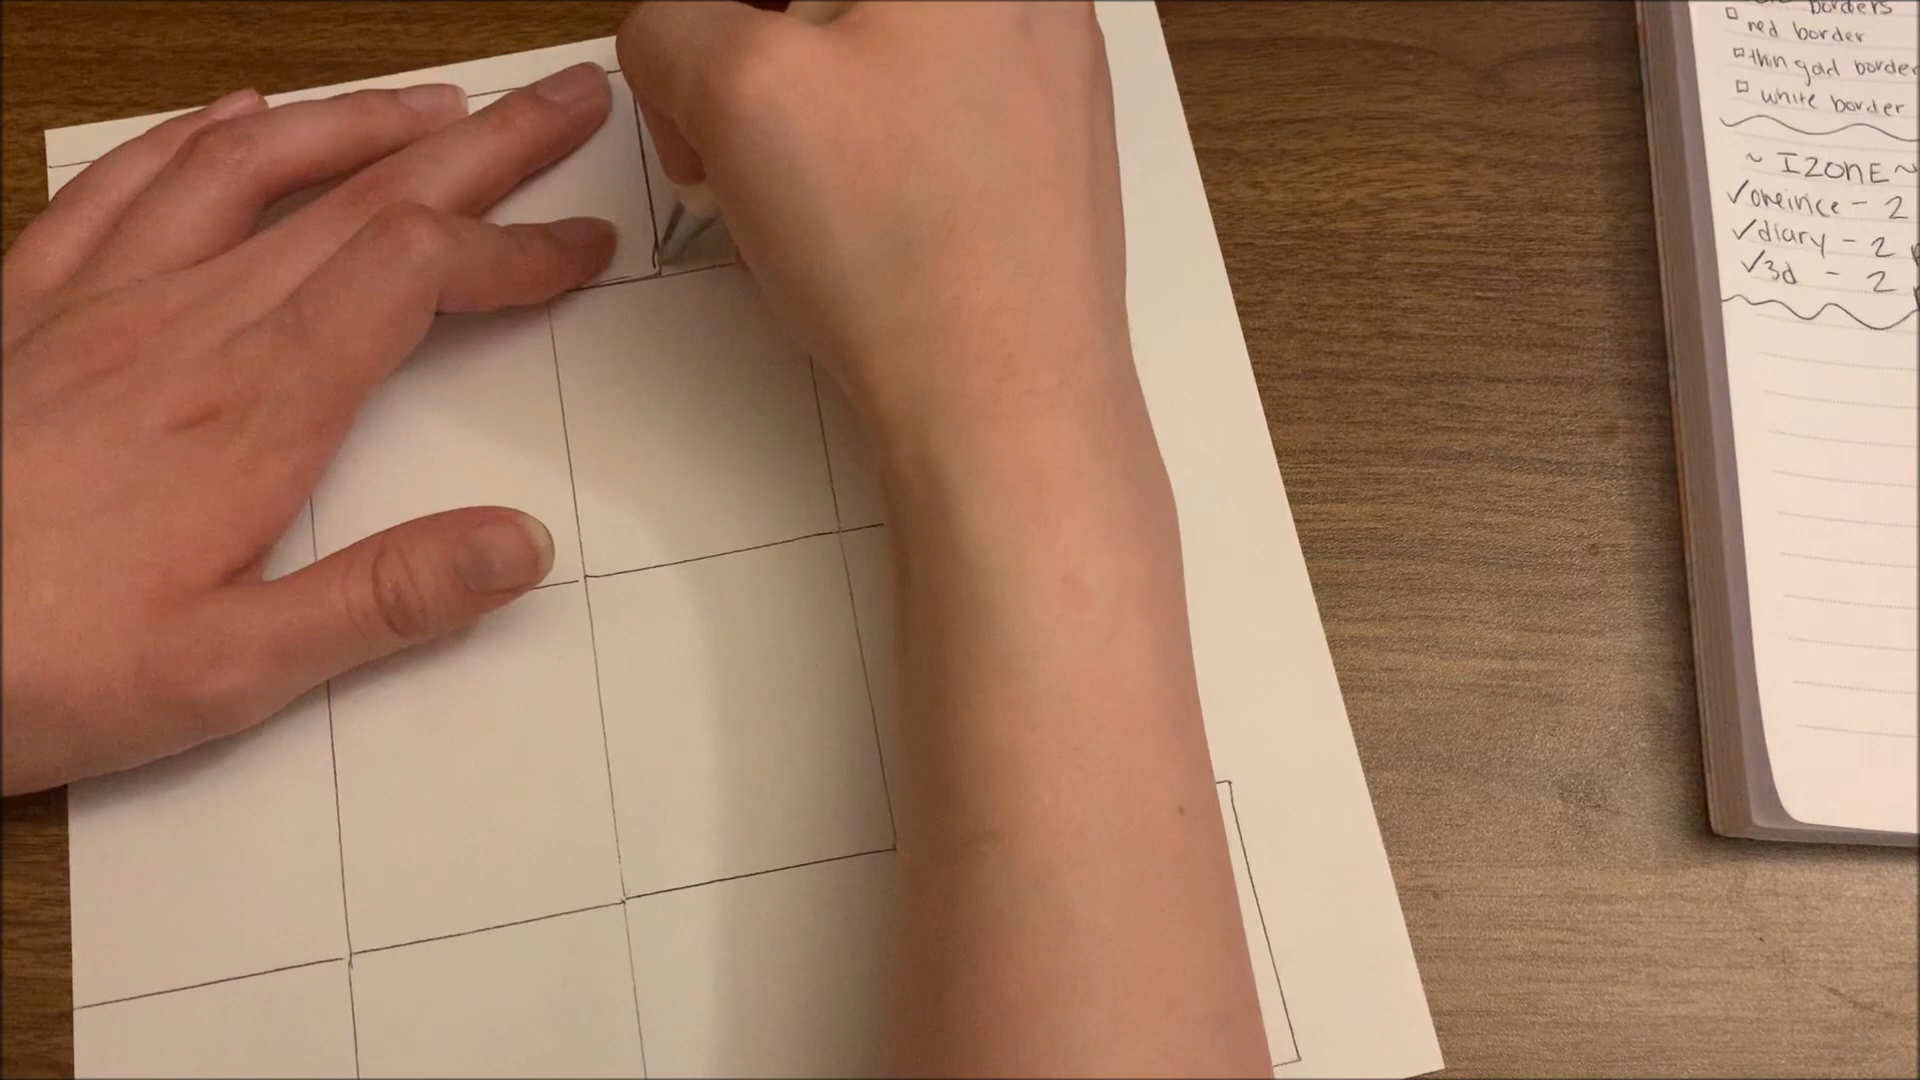 borders
□ red border
□ thin gold border
□ white border
~ IZONE ~
✓oneirice - 2
✓diary - 2
✓3d - 2